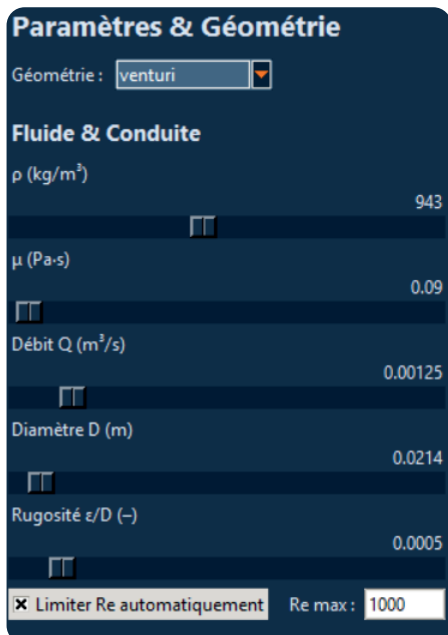 Paramètres & Géométrie
Géométrie : venturi
Fluide & Conduite
ρ (kg/m³)
943
μ (Pa·s)
0.09
Débit Q (m³/s)
0.00125
Diamètre D (m)
0.0214
Rugosité ε/D (–)
0.0005
Limiter Re automatiquement Re max : 1000